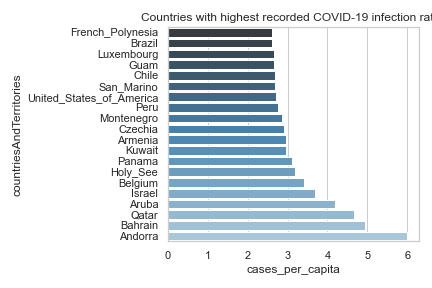 Countries with highest recorded COVID-19 infection rat
French_Polynesia
Brazil
Luxembourg
Guam
Chile
San_Marino
United_States_of_America
Peru
Montenegro
Czechia
Armenia
Kuwait
Panama
Holy_See
Belgium
Israel
Aruba
Qatar
Bahrain
Andorra
countriesAndTerritories
0 1 2 3 4 5 6
cases_per_capita